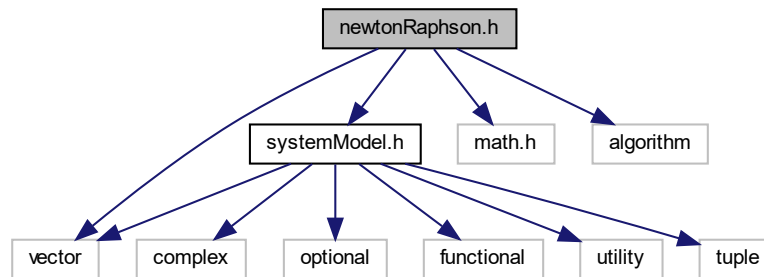 newtonRaphson.h
systemModel.h
math.h
algorithm
vector
complex
optional
functional
utility
tuple